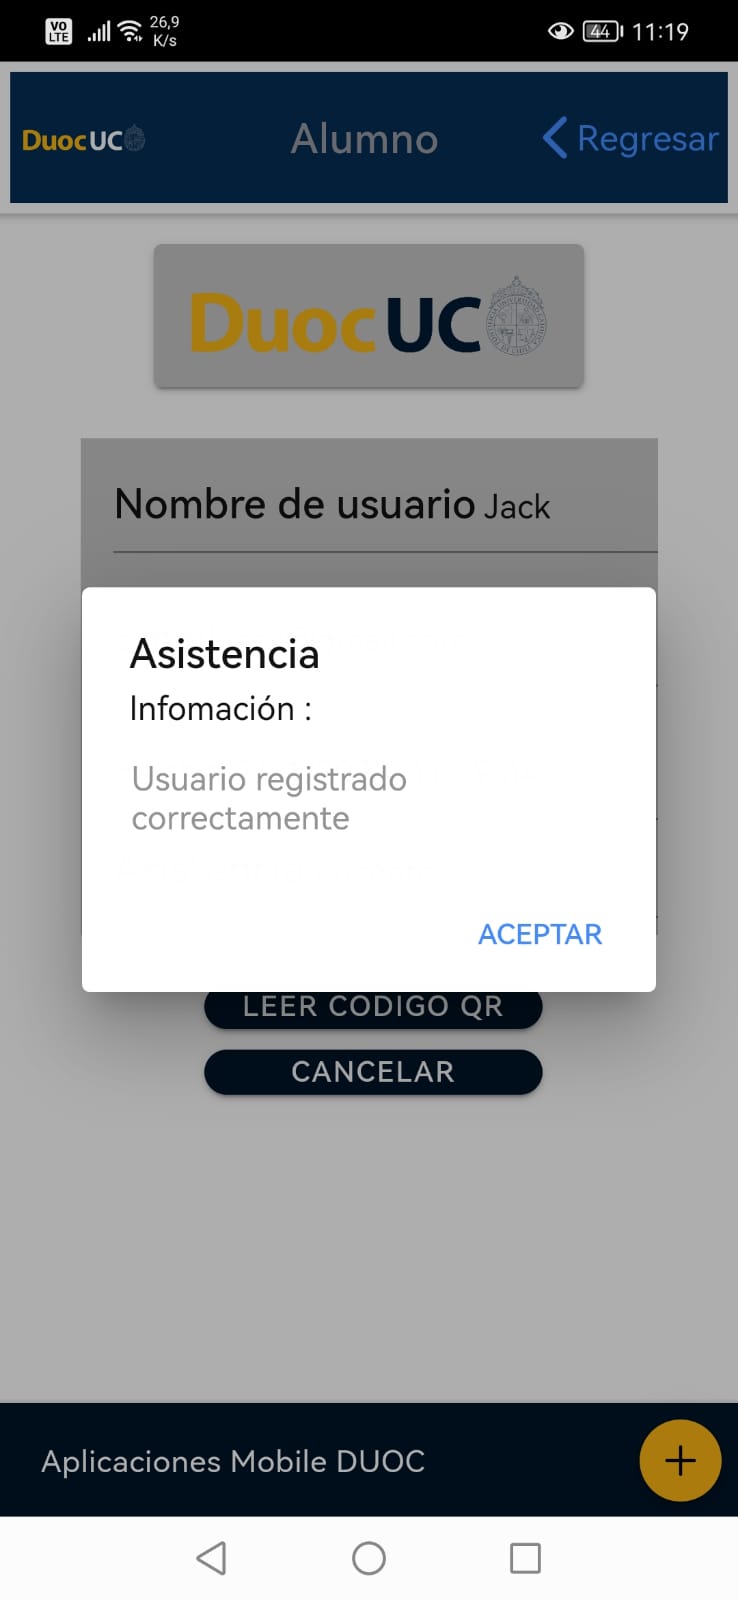 VO
LTE
26,9
K/s
44
11:19
DuocUC
Alumno
Regresar
DuocUC
Nombre de usuario Jack
Asistencia
Infomación :
Usuario registrado
correctamente
ACEPTAR
LEER CODIGO QR
CANCELAR
Aplicaciones Mobile DUOC